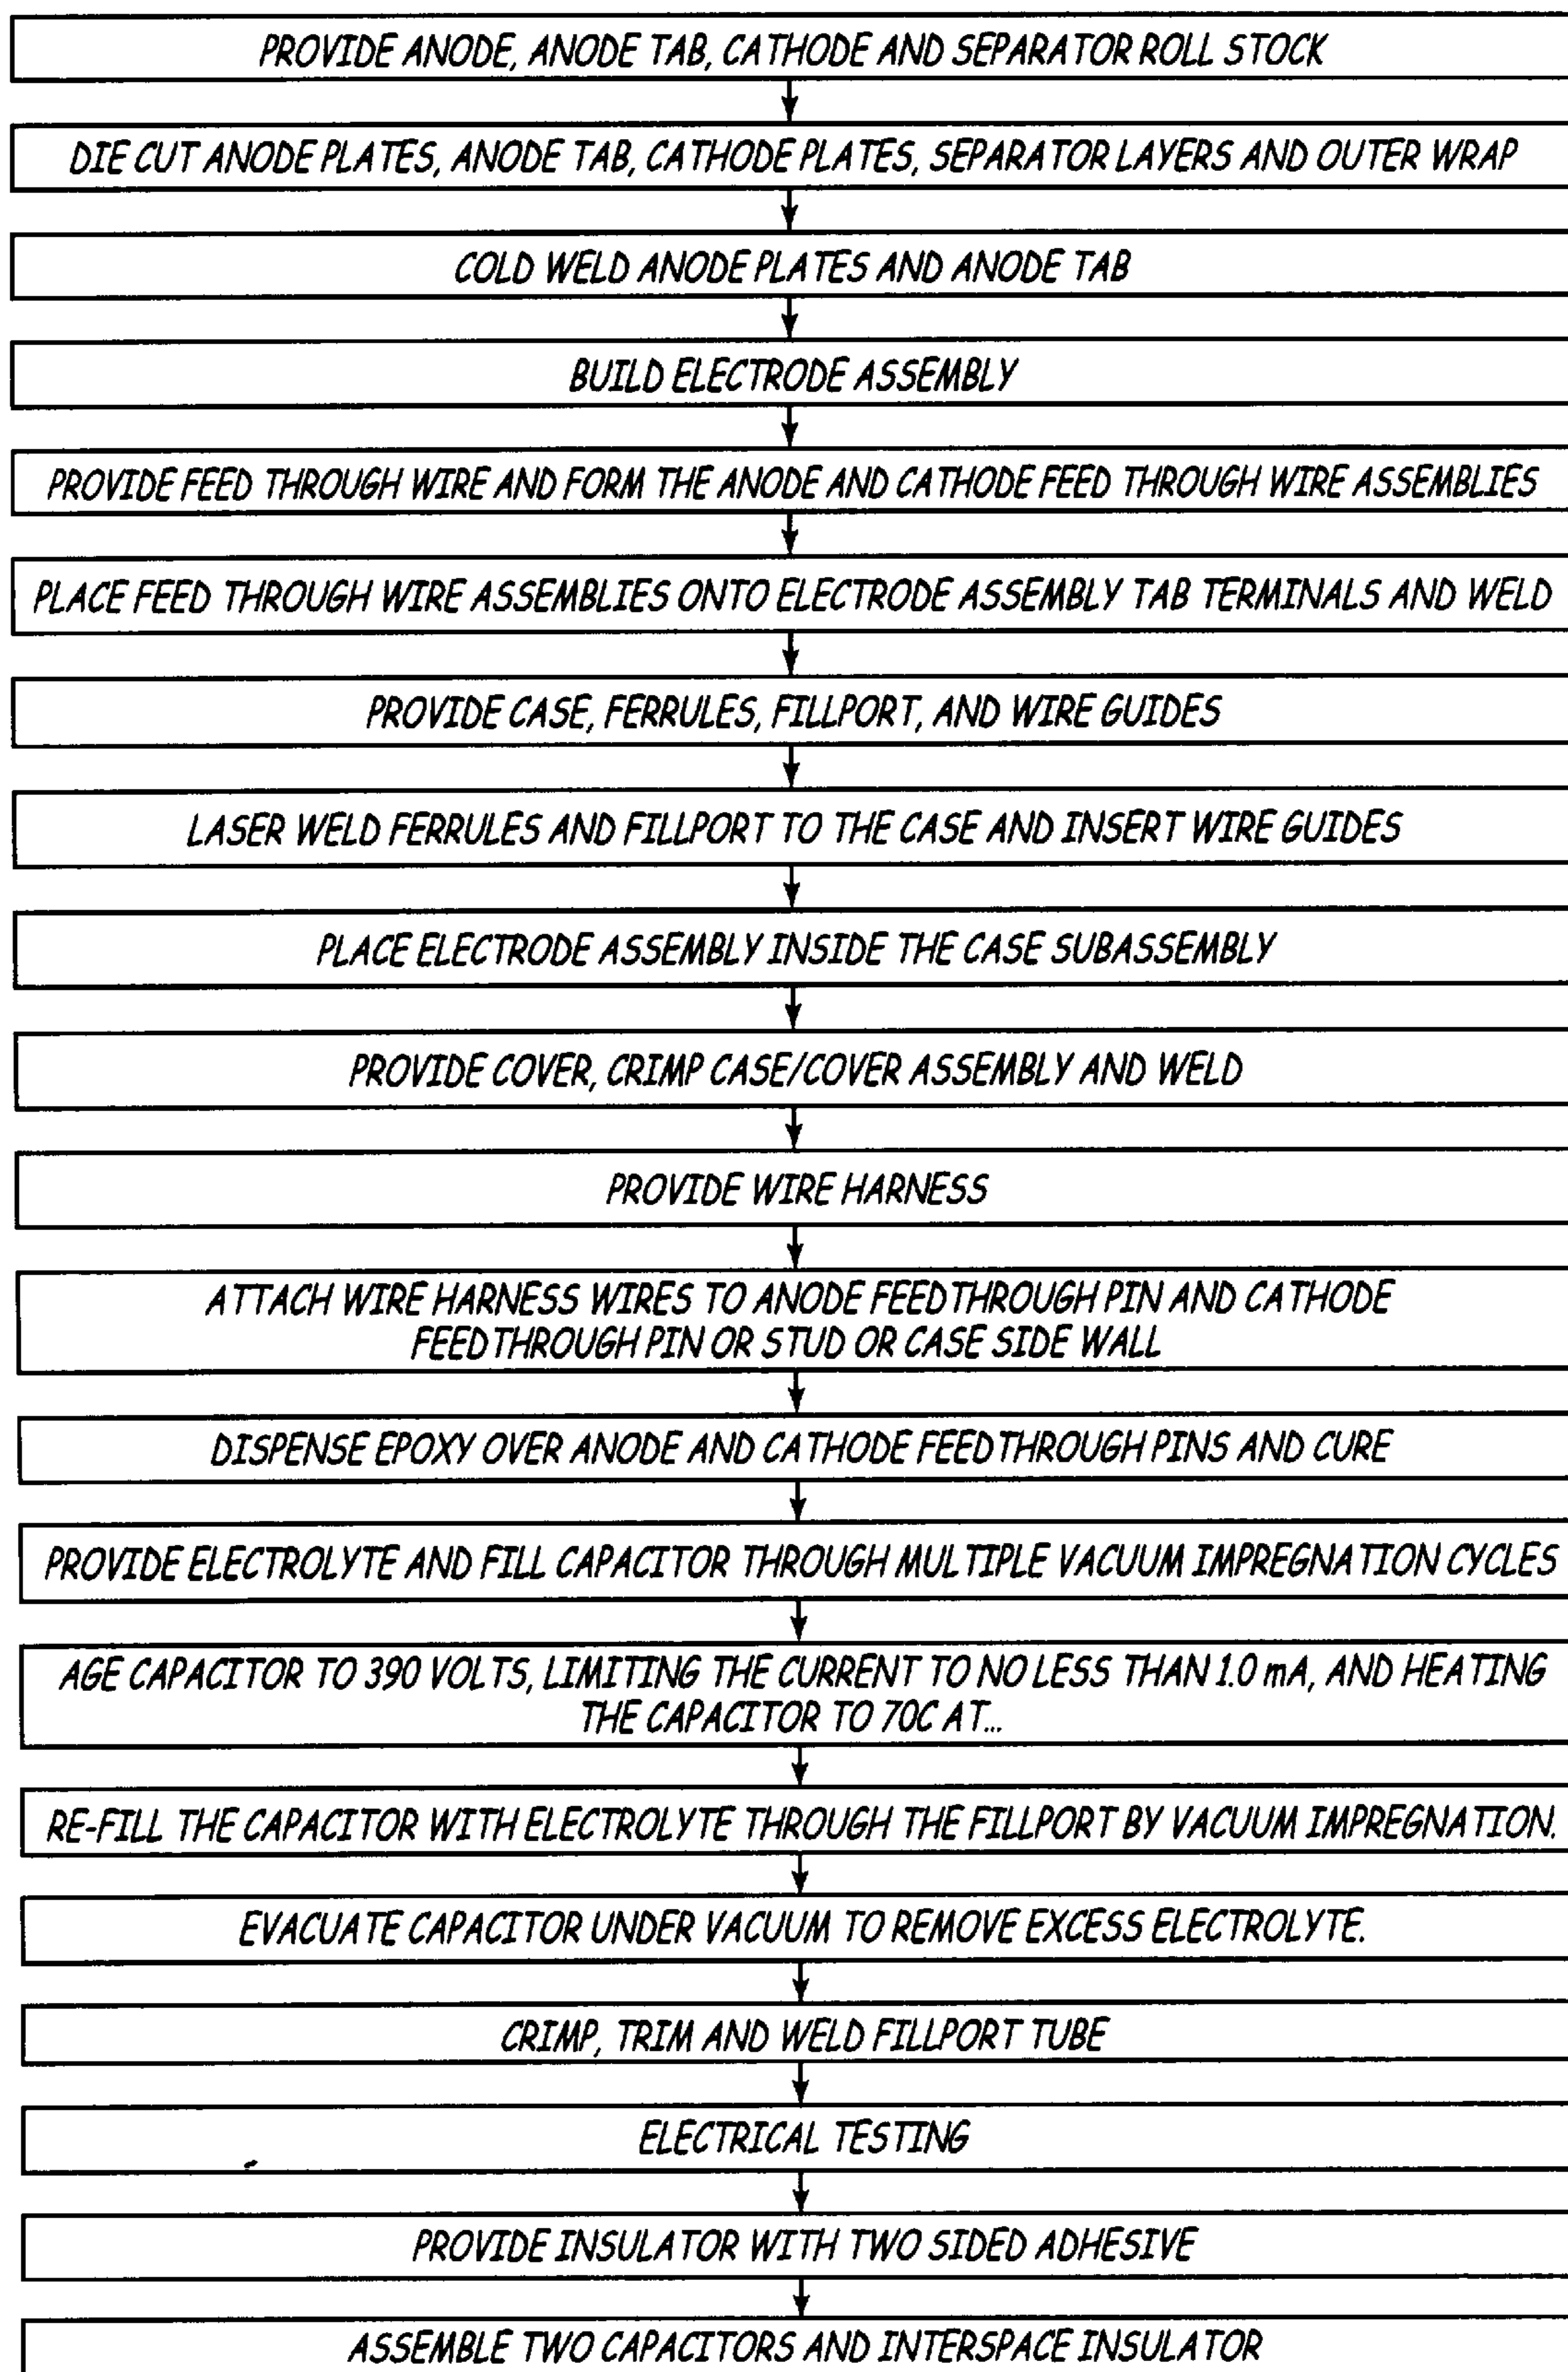 PROVIDE ANODE, ANODE TAB, CATHODE AND SEPARATOR ROLL STOCK
DIE CUT ANODE PLATES, ANODE TAB, CATHODE PLATES, SEPARATOR LAYERS AND OUTER WRAP
COLD WELD ANODE PLATES AND ANODE TAB
BUILD ELECTRODE ASSEMBLY
PROVIDE FEED THROUGH WIRE AND FORM THE ANODE AND CATHODE FEED THROUGH WIRE ASSEMBLIES
PLACE FEED THROUGH WIRE ASSEMBLIES ONTO ELECTRODE ASSEMBLY TAB TERMINALS AND WELD
PROVIDE CASE, FERRULES, FILLPORT, AND WIRE GUIDES
LASER WELD FERRULES AND FILLPORT TO THE CASE AND INSERT WIRE GUIDES
PLACE ELECTRODE ASSEMBLY INSIDE THE CASE SUBASSEMBLY
PROVIDE COVER, CRIMP CASE/COVER ASSEMBLY AND WELD
PROVIDE WIRE HARNESS
ATTACH WIRE HARNESS WIRES TO ANODE FEEDTHROUGH PIN AND CATHODE
FEEDTHROUGH PIN OR STUD OR CASE SIDE WALL
DISPENSE EPOXY OVER ANODE AND CATHODE FEEDTHROUGH PINS AND CURE
PROVIDE ELECTROLYTE AND FILL CAPACITOR THROUGH MULTIPLE VACUUM IMPREGNATION CYCLES
AGE CAPACITOR TO 390 VOLTS, LIMITING THE CURRENT TO NO LESS THAN 1.0 mA, AND HEATING
THE CAPACITOR TO 70C AT...
RE-FILL THE CAPACITOR WITH ELECTROLYTE THROUGH THE FILLPORT BY VACUUM IMPREGNATION.
EVACUATE CAPACITOR UNDER VACUUM TO REMOVE EXCESS ELECTROLYTE.
CRIMP, TRIM AND WELD FILLPORT TUBE
ELECTRICAL TESTING
PROVIDE INSULATOR WITH TWO SIDED ADHESIVE
ASSEMBLE TWO CAPACITORS AND INTERSPACE INSULATOR